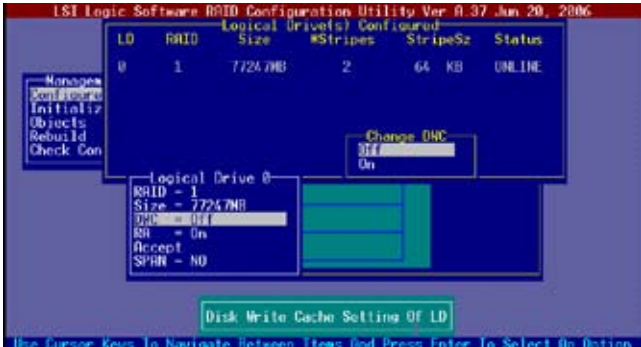 LSI Logic Software RAID Configuration Utility Ver A.37 Jun 20, 2006
Logical Drive(s) Configured
LD RAID Size #Stripes StripeSz Status
0 1 77247MB 2 64 KB ONLINE
Managem
Configure
Initializ
Objects
Rebuild
Check Con
Change DWC
Off
On
Logical Drive 0
RAID = 1
Size = 77247MB
DWC = Off
RA = On
Accept
SPAN = NO
Disk Write Cache Setting Of LD
Use Cursor Keys To Navigate Between Items And Press Enter To Select An Option